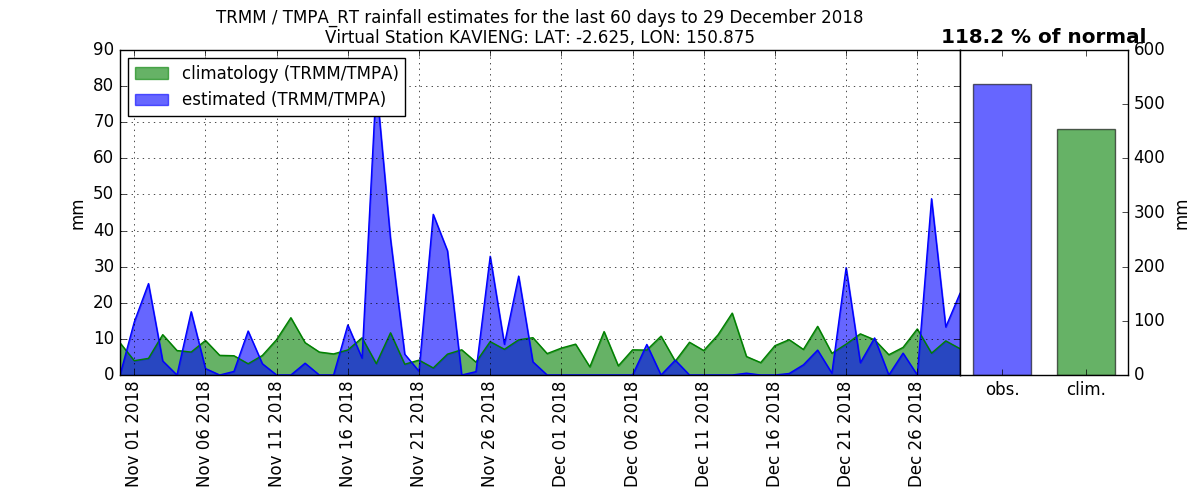 TRMM / TMPA_RT rainfall estimates for the last 60 days to 29 December 2018
Virtual Station KAVIENG: LAT: -2.625, LON: 150.875
118.2 % of normal
climatology (TRMM/TMPA)
estimated (TRMM/TMPA)
90
80
70
60
50
40
30
20
10
0
mm
Nov 01 2018
Nov 06 2018
Nov 11 2018
Nov 16 2018
Nov 21 2018
Nov 26 2018
Dec 01 2018
Dec 06 2018
Dec 11 2018
Dec 16 2018
Dec 21 2018
Dec 26 2018
obs.
clim.
600
500
400
300
200
100
0
mm